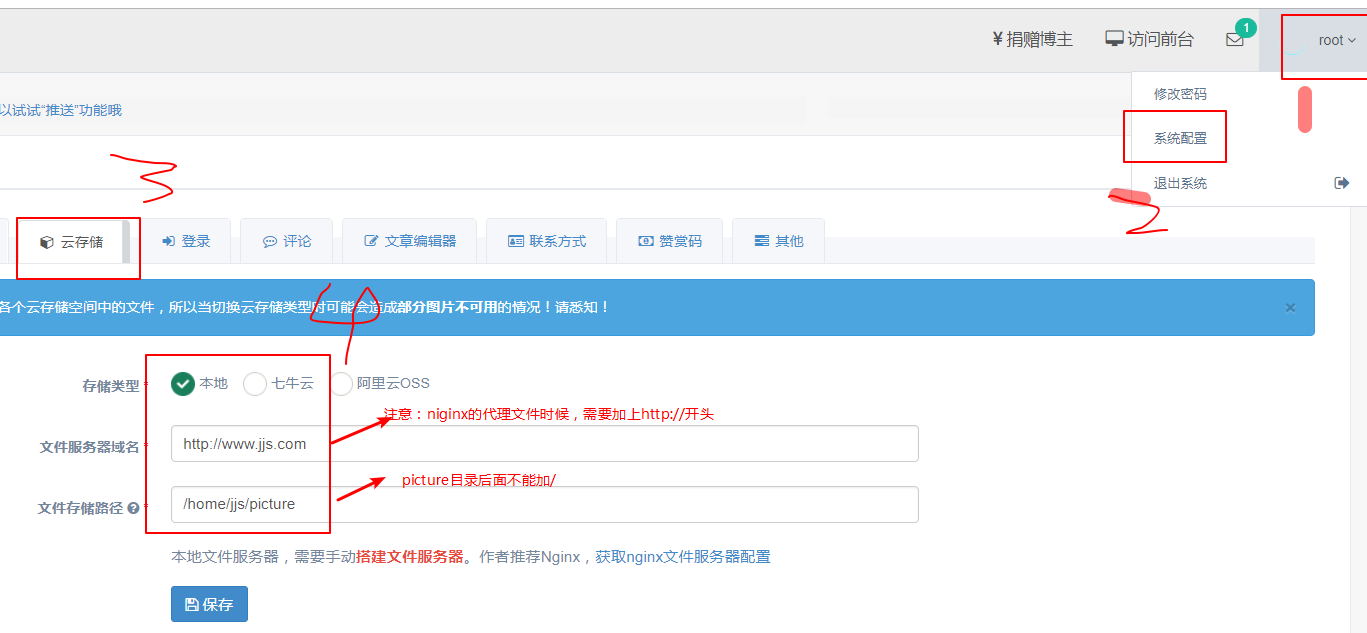 ¥ 捐赠博主 访问前台 1 root
以试试“推送”功能哦
修改密码
系统配置
退出系统
云存储 登录 评论 文章编辑器 联系方式 赞赏码 其他
各个云存储空间中的文件，所以当切换云存储类型时可能会造成部分图片不可用的情况！请悉知！ ×
存储类型 * 本地 七牛云 阿里云OSS
注意：niginx的代理文件时候，需要加上http://开头
文件服务器域名 * http://www.jjs.com
picture目录后面不能加/
文件存储路径 * /home/jjs/picture
本地文件服务器，需要手动搭建文件服务器。作者推荐Nginx，获取nginx文件服务器配置
保存